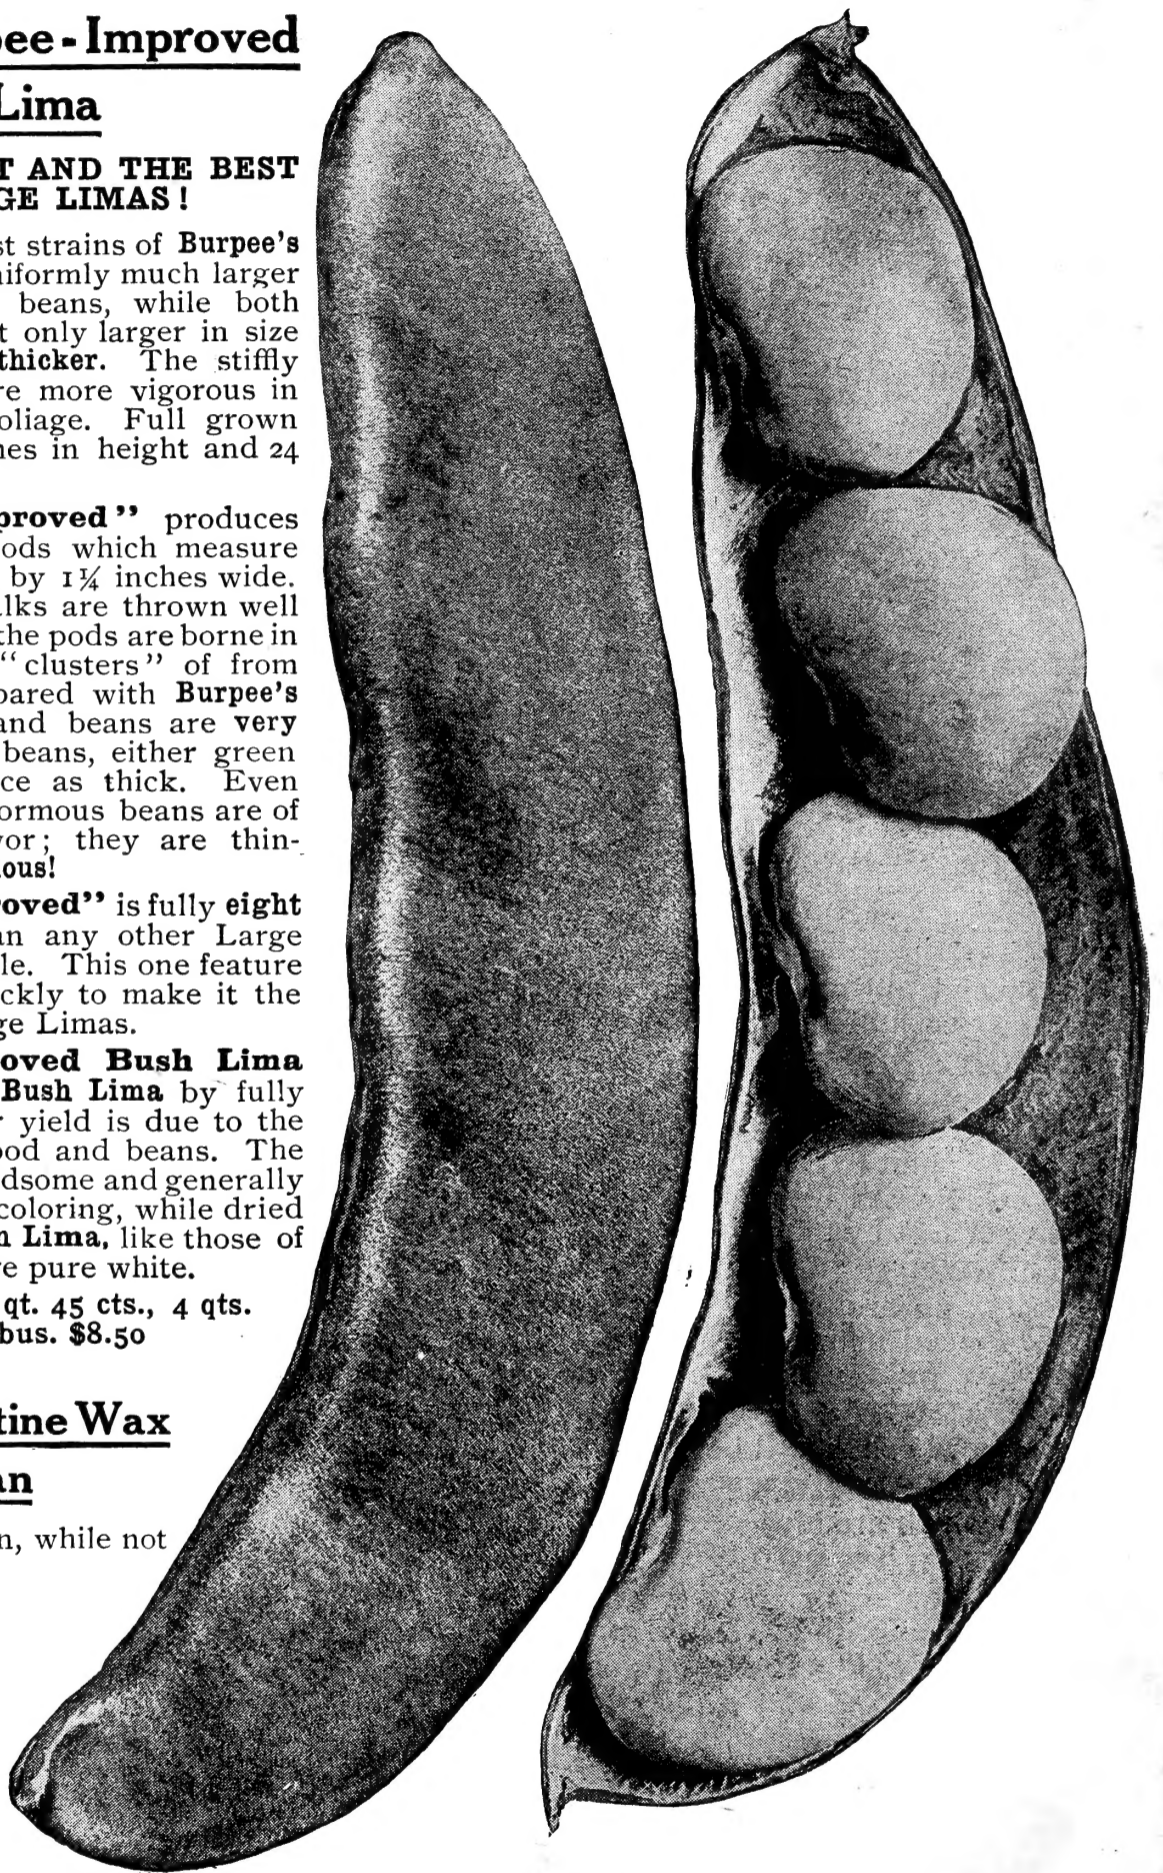 pee-Improved
Lima
T AND THE BEST
GE LIMAS!
st strains of Burpee's
niformly much larger
beans, while both
t only larger in size
thicker. The stiffly
re more vigorous in
oliage. Full grown
hes in height and 24
proved" produces
ods which measure
by 1¼ inches wide.
alks are thrown well
the pods are borne in
"clusters" of from
pared with Burpee's
and beans are very
beans, either green
ce as thick. Even
ormous beans are of
vor; they are thin-
ous!
oved" is fully eight
an any other Large
le. This one feature
ckly to make it the
ge Limas.
oved Bush Lima
Bush Lima by fully
r yield is due to the
pod and beans. The
dsome and generally
coloring, while dried
h Lima, like those of
re pure white.
qt. 45 cts., 4 qts.
bus. $8.50
tine Wax
an
n, while not